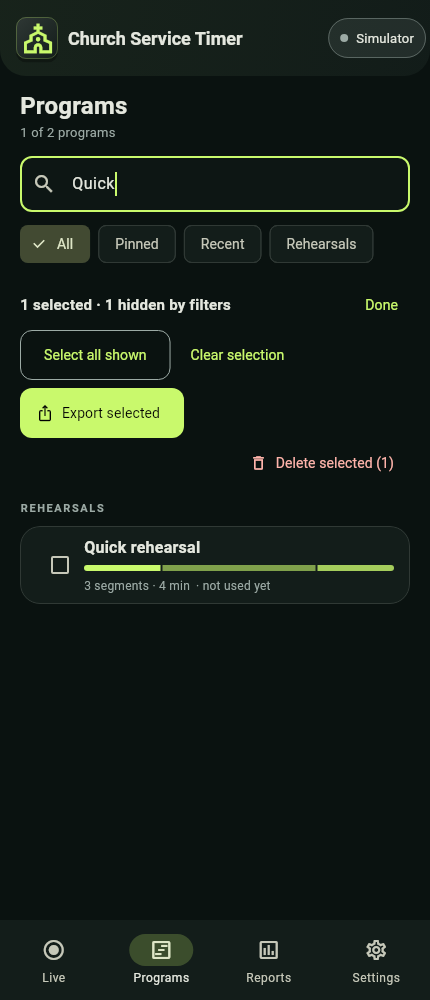 Church Service Timer
Simulator
Programs
1 of 2 programs
Quick
All
Pinned
Recent
Rehearsals
1 selected · 1 hidden by filters
Done
Select all shown
Clear selection
Export selected
Delete selected (1)
REHEARSALS
Quick rehearsal
3 segments · 4 min · not used yet
Live
Programs
Reports
Settings